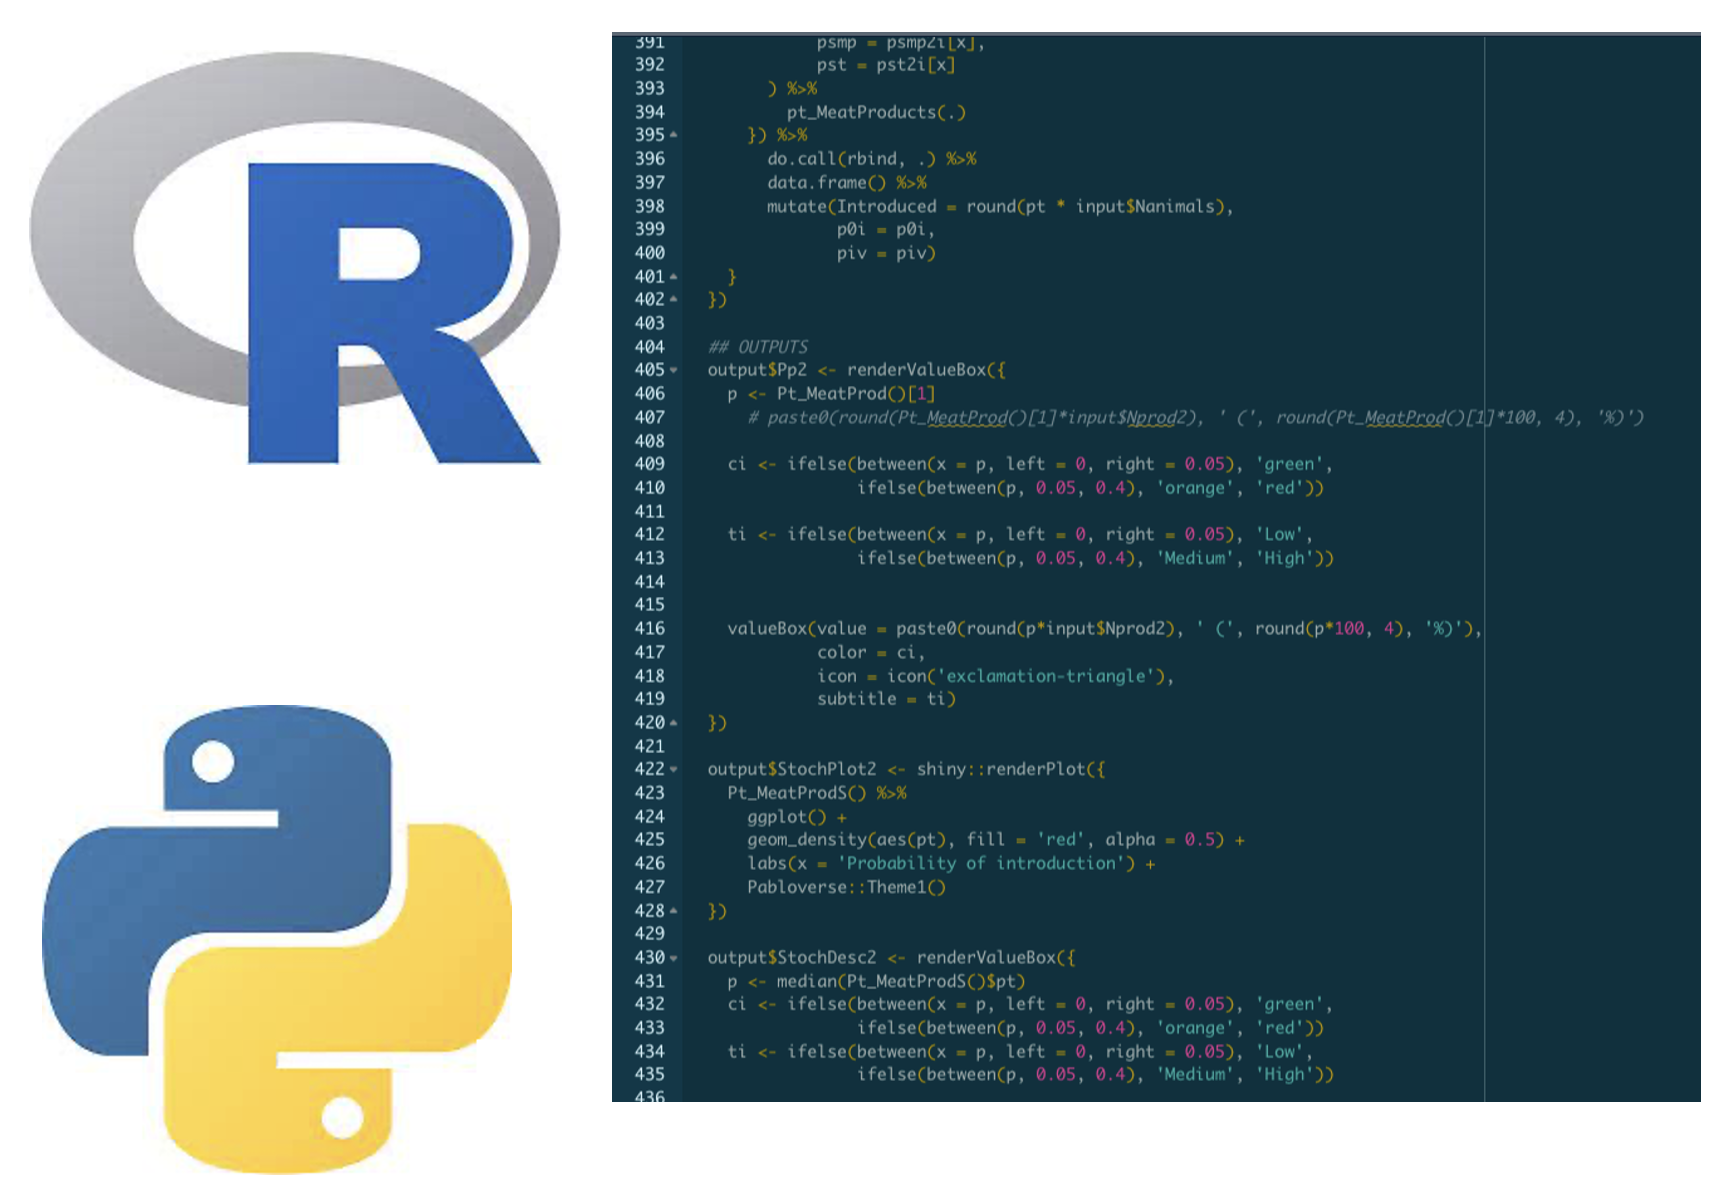 R
391 psmp = psmp2i[x],
392 pst = pst2i[x]
393 ) %>%
394 pt_MeatProducts(.)
395 }) %>%
396 do.call(rbind, .) %>%
397 data.frame() %>%
398 mutate(Introduced = round(pt * input$Nanimals),
399 p0i = p0i,
400 piv = piv)
401 }
402 })
403
404 ## OUTPUTS
405 output$Pp2 <- renderValueBox({
406 p <- Pt_MeatProd()[1]
407 # paste0(round(Pt_MeatProd()[1]*input$Nprod2), ' (', round(Pt_MeatProd()[1]*100, 4), '%)')
408
409 ci <- ifelse(between(x = p, left = 0, right = 0.05), 'green',
410 ifelse(between(p, 0.05, 0.4), 'orange', 'red'))
411
412 ti <- ifelse(between(x = p, left = 0, right = 0.05), 'Low',
413 ifelse(between(p, 0.05, 0.4), 'Medium', 'High'))
414
415
416 valueBox(value = paste0(round(p*input$Nprod2), ' (', round(p*100, 4), '%)'),
417 color = ci,
418 icon = icon('exclamation-triangle'),
419 subtitle = ti)
420 })
421
422 output$StochPlot2 <- shiny::renderPlot({
423 Pt_MeatProdS() %>%
424 ggplot() +
425 geom_density(aes(pt), fill = 'red', alpha = 0.5) +
426 labs(x = 'Probability of introduction') +
427 Pabloverse::Theme1()
428 })
429
430 output$StochDesc2 <- renderValueBox({
431 p <- median(Pt_MeatProdS()$pt)
432 ci <- ifelse(between(x = p, left = 0, right = 0.05), 'green',
433 ifelse(between(p, 0.05, 0.4), 'orange', 'red'))
434 ti <- ifelse(between(x = p, left = 0, right = 0.05), 'Low',
435 ifelse(between(p, 0.05, 0.4), 'Medium', 'High'))
436